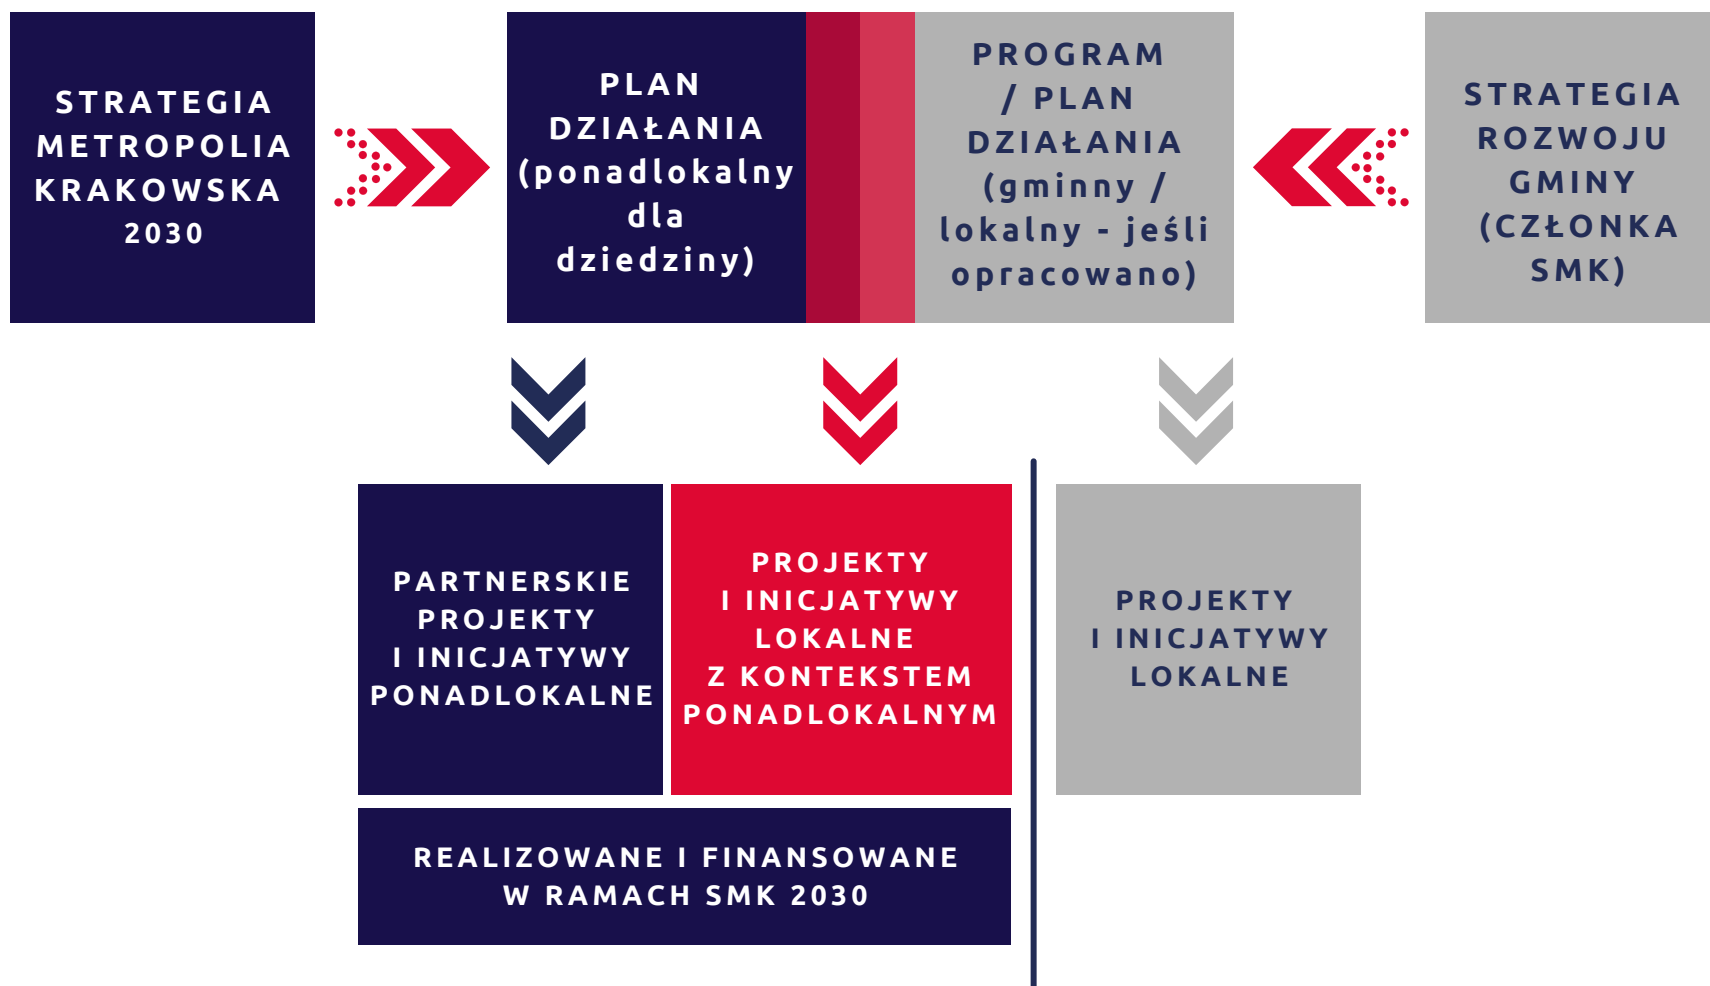 STRATEGIA
METROPOLIA
KRAKOWSKA
2030
PLAN
DZIAŁANIA
(ponadlokalny
dla
dziedziny)
PROGRAM
/ PLAN
DZIAŁANIA
(gminny /
lokalny - jeśli
opracowano)
STRATEGIA
ROZWOJU
GMINY
(CZŁONKA
SMK)
PARTNERSKIE
PROJEKTY
I INICJATYWY
PONADLOKALNE
PROJEKTY
I INICJATYWY
LOKALNE
Z KONTEKSTEM
PONADLOKALNYM
PROJEKTY
I INICJATYWY
LOKALNE
REALIZOWANE I FINANSOWANE
W RAMACH SMK 2030